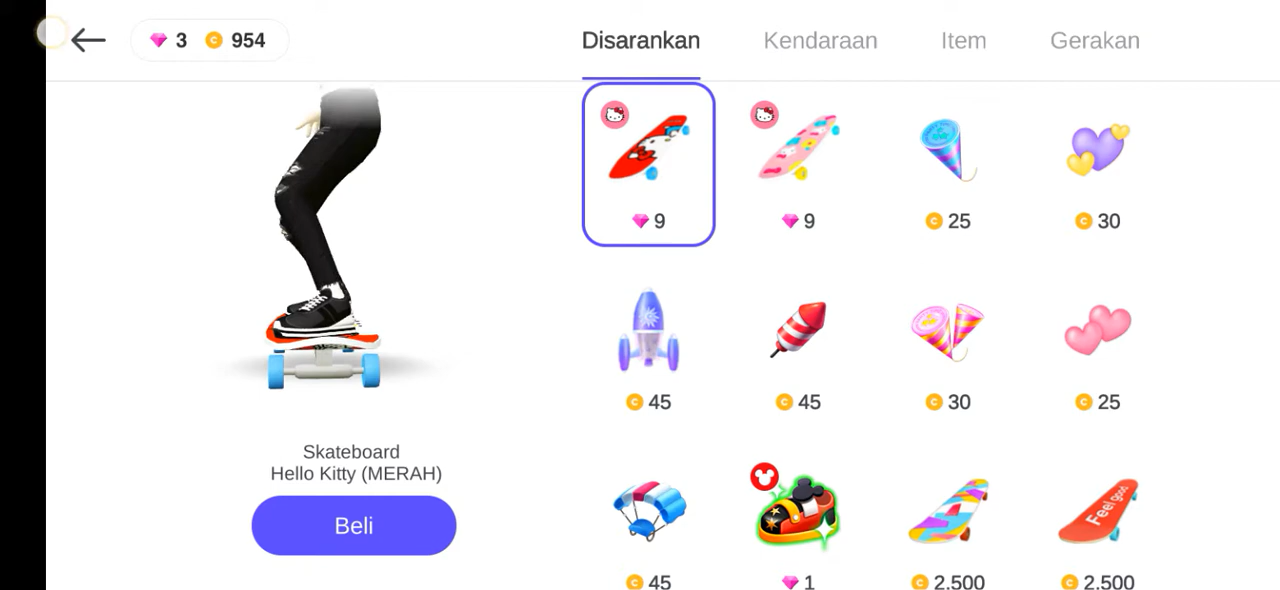 3 954
Disarankan Kendaraan Item Gerakan
9 9 25 30
45 45 30 25
Feel good
45 1 2.500 2.500
Skateboard
Hello Kitty (MERAH)
Beli